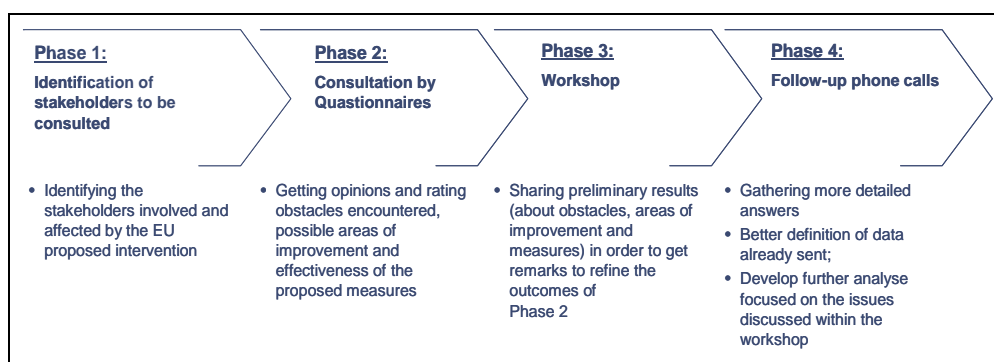 Phase 1:
Identification of
stakeholders to be
consulted
• Identifying the
stakeholders involved and
affected by the EU
proposed intervention
Phase 2:
Consultation by
Quastionnaires
• Getting opinions and rating
obstacles encountered,
possible areas of
improvement and
effectiveness of the
proposed measures
Phase 3:
Workshop
• Sharing preliminary results
(about obstacles, areas of
improvement and
measures) in order to get
remarks to refine the
outcomes of
Phase 2
Phase 4:
Follow-up phone calls
• Gathering more detailed
answers
• Better definition of data
already sent;
• Develop further analyse
focused on the issues
discussed within the
workshop